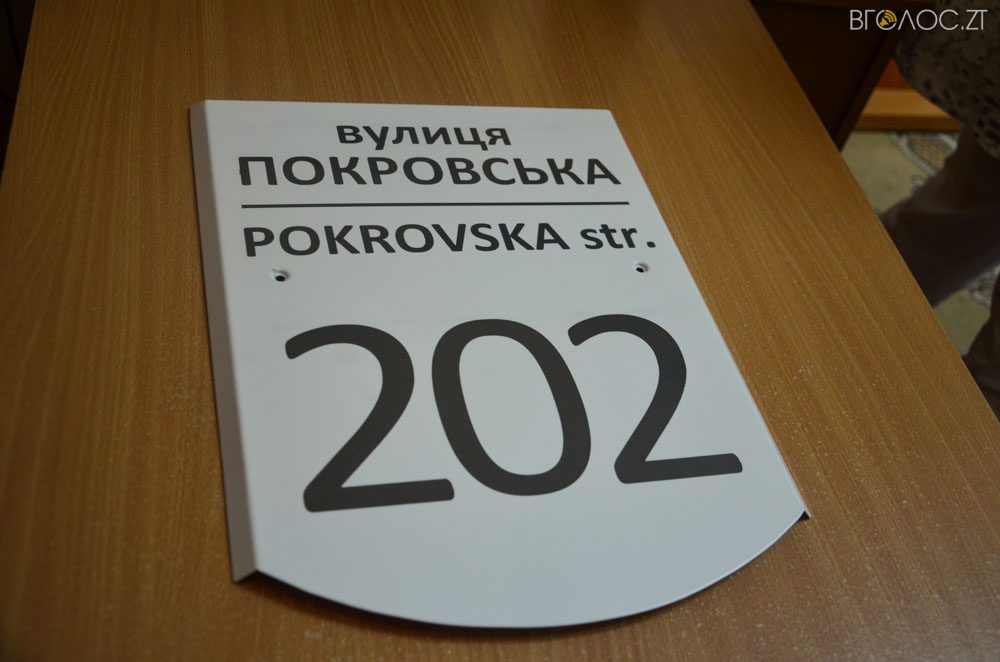 ВГОЛОС.ZT
вулиця
ПОКРОВСЬКА
POKROVSKA str.
202